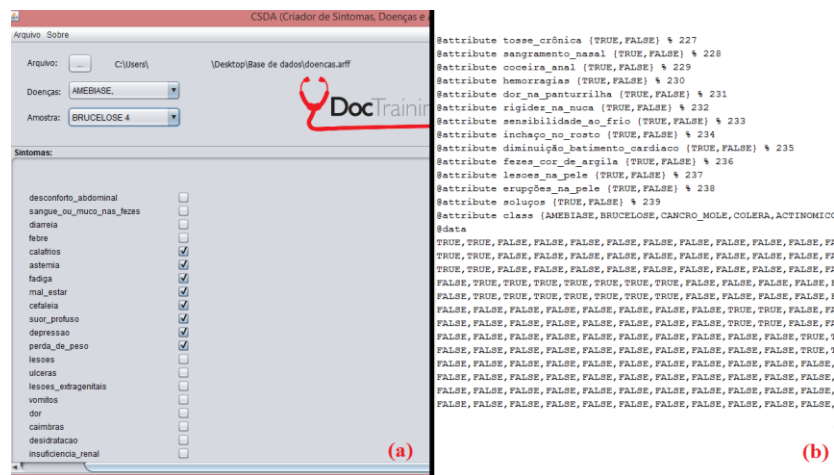 CSDA (Criador de Sintomas, Doenças e A
Arquivo Sobre
Arquivo: ... C:\Users\ \Desktop\Base de dados\doencas.arff
Doenças: AMEBIASE,
Amostra: BRUCELOSE 4
DocTrainin
Sintomas:
desconforto_abdominal
sangue_ou_muco_nas_fezes
diarreia
febre
calafrios
astemia
fadiga
mal_estar
cefaleia
suor_profuso
depressao
perda_de_peso
lesoes
ulceras
lesoes_extragenitais
vomitos
dor
caimbras
desidratacao
insuficiencia_renal
(a)
@attribute tosse_crônica {TRUE,FALSE} % 227
@attribute sangramento_nasal {TRUE,FALSE} % 228
@attribute coceira_anal {TRUE,FALSE} % 229
@attribute hemorragias {TRUE,FALSE} % 230
@attribute dor_na_panturrilha {TRUE,FALSE} % 231
@attribute rigidez_na_nuca {TRUE,FALSE} % 232
@attribute sensibilidade_ao_frio {TRUE,FALSE} % 233
@attribute inchaço_no_rosto {TRUE,FALSE} % 234
@attribute diminuição_batimento_cardiaco {TRUE,FALSE} % 235
@attribute fezes_cor_de_argila {TRUE,FALSE} % 236
@attribute lesoes_na_pele {TRUE,FALSE} % 237
@attribute erupções_na_pele {TRUE,FALSE} % 238
@attribute soluços {TRUE,FALSE} % 239
@attribute class {AMEBIASE,BRUCELOSE,CANCRO_MOLE,COLERA,ACTINOMICO
@data
TRUE,TRUE,FALSE,FALSE,FALSE,FALSE,FALSE,FALSE,FALSE,FALSE,FALSE,FA
TRUE,TRUE,FALSE,FALSE,FALSE,FALSE,FALSE,FALSE,FALSE,FALSE,FALSE,FA
TRUE,TRUE,FALSE,FALSE,FALSE,FALSE,FALSE,FALSE,FALSE,FALSE,FALSE,FA
FALSE,TRUE,TRUE,TRUE,TRUE,TRUE,TRUE,FALSE,FALSE,FALSE,FALSE,F
FALSE,TRUE,TRUE,TRUE,TRUE,TRUE,TRUE,FALSE,FALSE,FALSE,FALSE,F
FALSE,FALSE,FALSE,FALSE,FALSE,FALSE,FALSE,FALSE,TRUE,TRUE,FALSE,FA
FALSE,FALSE,FALSE,FALSE,FALSE,FALSE,FALSE,FALSE,TRUE,TRUE,FALSE,FA
FALSE,FALSE,FALSE,FALSE,FALSE,FALSE,FALSE,FALSE,FALSE,FALSE,TRUE,T
FALSE,FALSE,FALSE,FALSE,FALSE,FALSE,FALSE,FALSE,FALSE,FALSE,TRUE,T
FALSE,FALSE,FALSE,FALSE,FALSE,FALSE,FALSE,FALSE,FALSE,FALSE,FALSE,
FALSE,FALSE,FALSE,FALSE,FALSE,FALSE,FALSE,FALSE,FALSE,FALSE,FALSE,
FALSE,FALSE,FALSE,FALSE,FALSE,FALSE,FALSE,FALSE,FALSE,FALSE,FALSE,
FALSE,FALSE,FALSE,FALSE,FALSE,FALSE,FALSE,FALSE,FALSE,FALSE,FALSE,
(b)